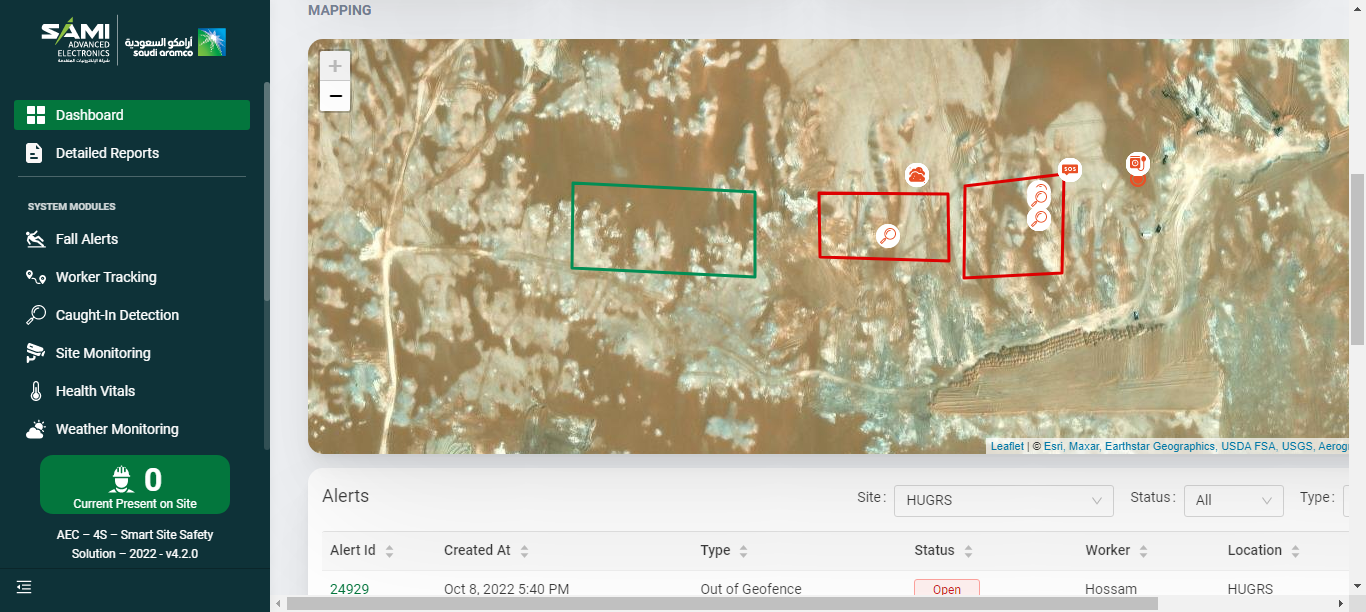 SAMI
ADVANCED
ELECTRONICS
شركة الإلكترونيات المتقدمة
أرامكو السعودية
saudi aramco
Dashboard
Detailed Reports
SYSTEM MODULES
Fall Alerts
Worker Tracking
Caught-In Detection
Site Monitoring
Health Vitals
Weather Monitoring
0
Current Present on Site
AEC – 4S – Smart Site Safety
Solution – 2022 - v4.2.0
MAPPING
+
−
SOS
Leaflet | © Esri, Maxar, Earthstar Geographics, USDA FSA, USGS, Aerogr
Alerts
Site : HUGRS Status : All Type :
Alert Id Created At Type Status Worker Location
24929 Oct 8, 2022 5:40 PM Out of Geofence Open Hossam HUGRS